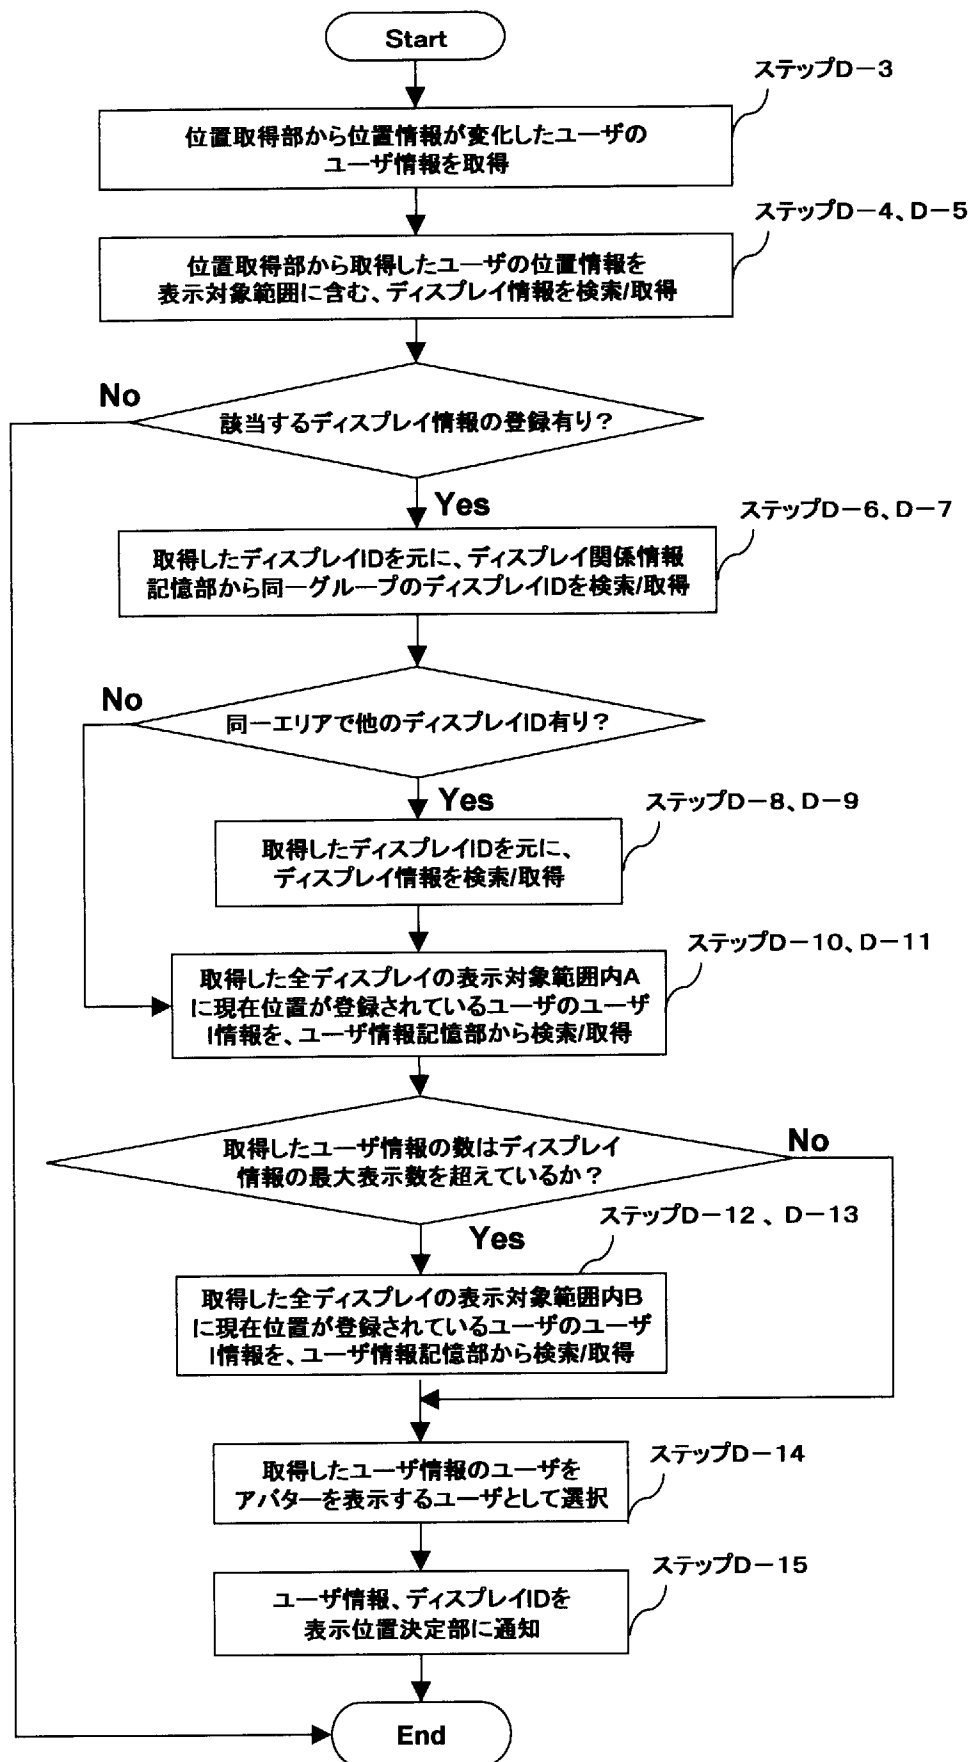 Start
ステップD－3
位置取得部から位置情報が変化したユーザの
ユーザ情報を取得
ステップD－4、D－5
位置取得部から取得したユーザの位置情報を
表示対象範囲に含む、ディスプレイ情報を検索/取得
No
該当するディスプレイ情報の登録有り？
Yes
ステップD－6、D－7
取得したディスプレイIDを元に、ディスプレイ関係情報
記憶部から同一グループのディスプレイIDを検索/取得
No
同一エリアで他のディスプレイID有り？
Yes
ステップD－8、D－9
取得したディスプレイIDを元に、
ディスプレイ情報を検索/取得
ステップD－10、D－11
取得した全ディスプレイの表示対象範囲内A
に現在位置が登録されているユーザのユーザ
I情報を、ユーザ情報記憶部から検索/取得
取得したユーザ情報の数はディスプレイ
情報の最大表示数を超えているか？
No
Yes
ステップD－12 、D－13
取得した全ディスプレイの表示対象範囲内B
に現在位置が登録されているユーザのユーザ
I情報を、ユーザ情報記憶部から検索/取得
ステップD－14
取得したユーザ情報のユーザを
アバターを表示するユーザとして選択
ステップD－15
ユーザ情報、ディスプレイIDを
表示位置決定部に通知
End